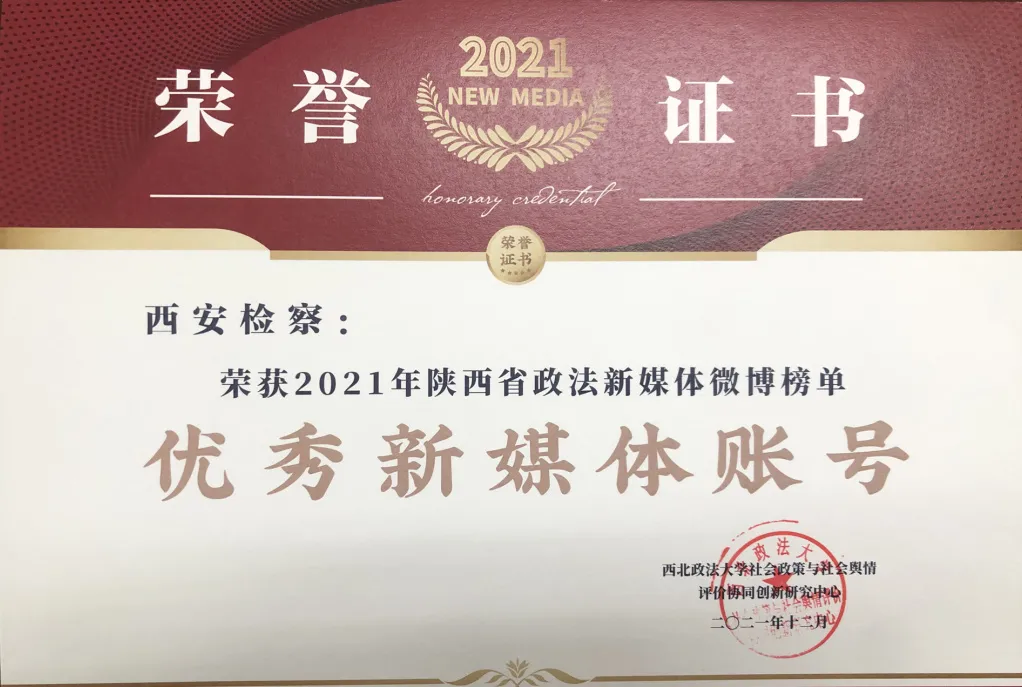 荣誉证书
2021
NEW MEDIA
honorary credential
荣誉
证书
西安检察：
荣获2021年陕西省政法新媒体微博榜单
优秀新媒体账号
西北政法大学社会政策与社会舆情
评价协同创新研究中心
二〇二一年十二月
政法大